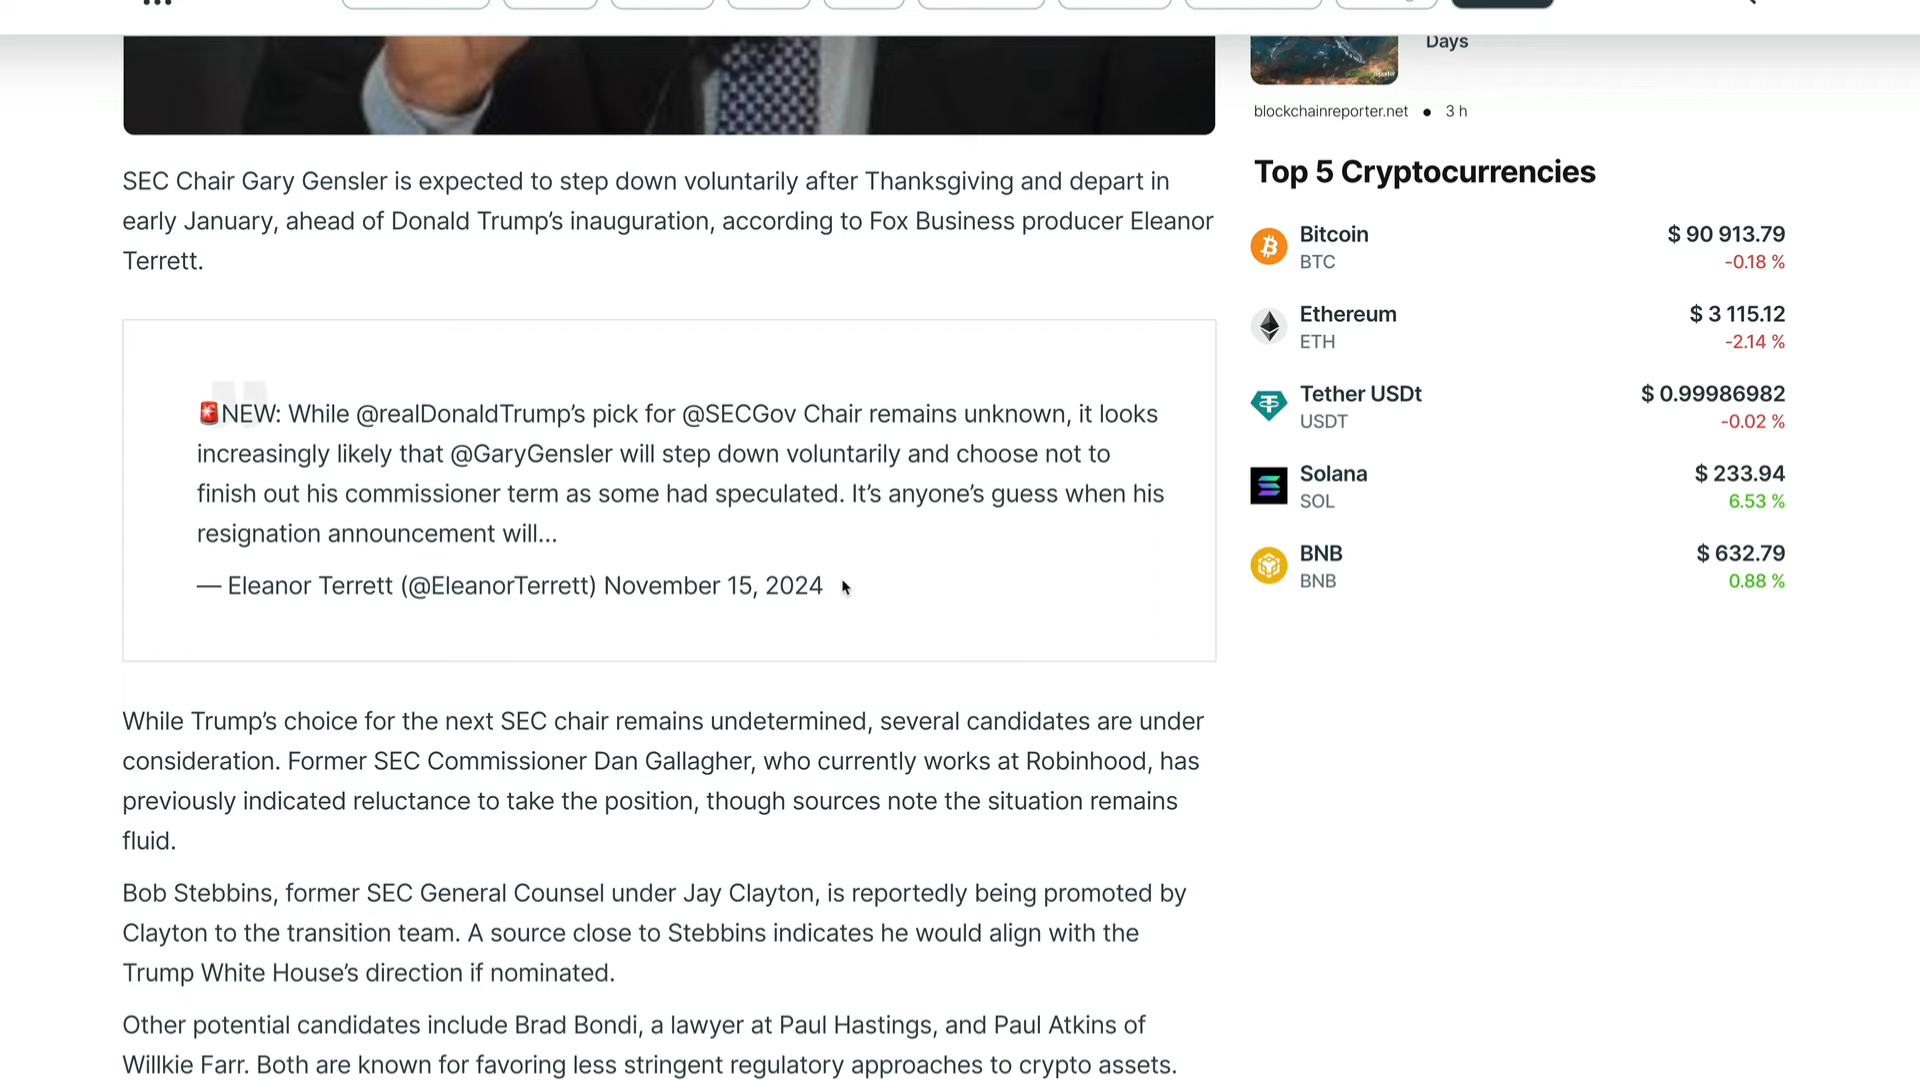 Days
blockchainreporter.net ● 3 h
SEC Chair Gary Gensler is expected to step down voluntarily after Thanksgiving and depart in
early January, ahead of Donald Trump’s inauguration, according to Fox Business producer Eleanor
Terrett.
🚨NEW: While @realDonaldTrump’s pick for @SECGov Chair remains unknown, it looks
increasingly likely that @GaryGensler will step down voluntarily and choose not to
finish out his commissioner term as some had speculated. It’s anyone’s guess when his
resignation announcement will…
— Eleanor Terrett (@EleanorTerrett) November 15, 2024
While Trump’s choice for the next SEC chair remains undetermined, several candidates are under
consideration. Former SEC Commissioner Dan Gallagher, who currently works at Robinhood, has
previously indicated reluctance to take the position, though sources note the situation remains
fluid.
Bob Stebbins, former SEC General Counsel under Jay Clayton, is reportedly being promoted by
Clayton to the transition team. A source close to Stebbins indicates he would align with the
Trump White House’s direction if nominated.
Other potential candidates include Brad Bondi, a lawyer at Paul Hastings, and Paul Atkins of
Willkie Farr. Both are known for favoring less stringent regulatory approaches to crypto assets.
Top 5 Cryptocurrencies
Bitcoin $ 90 913.79
BTC -0.18 %
Ethereum $ 3 115.12
ETH -2.14 %
Tether USDt $ 0.99986982
USDT -0.02 %
Solana $ 233.94
SOL 6.53 %
BNB $ 632.79
BNB 0.88 %